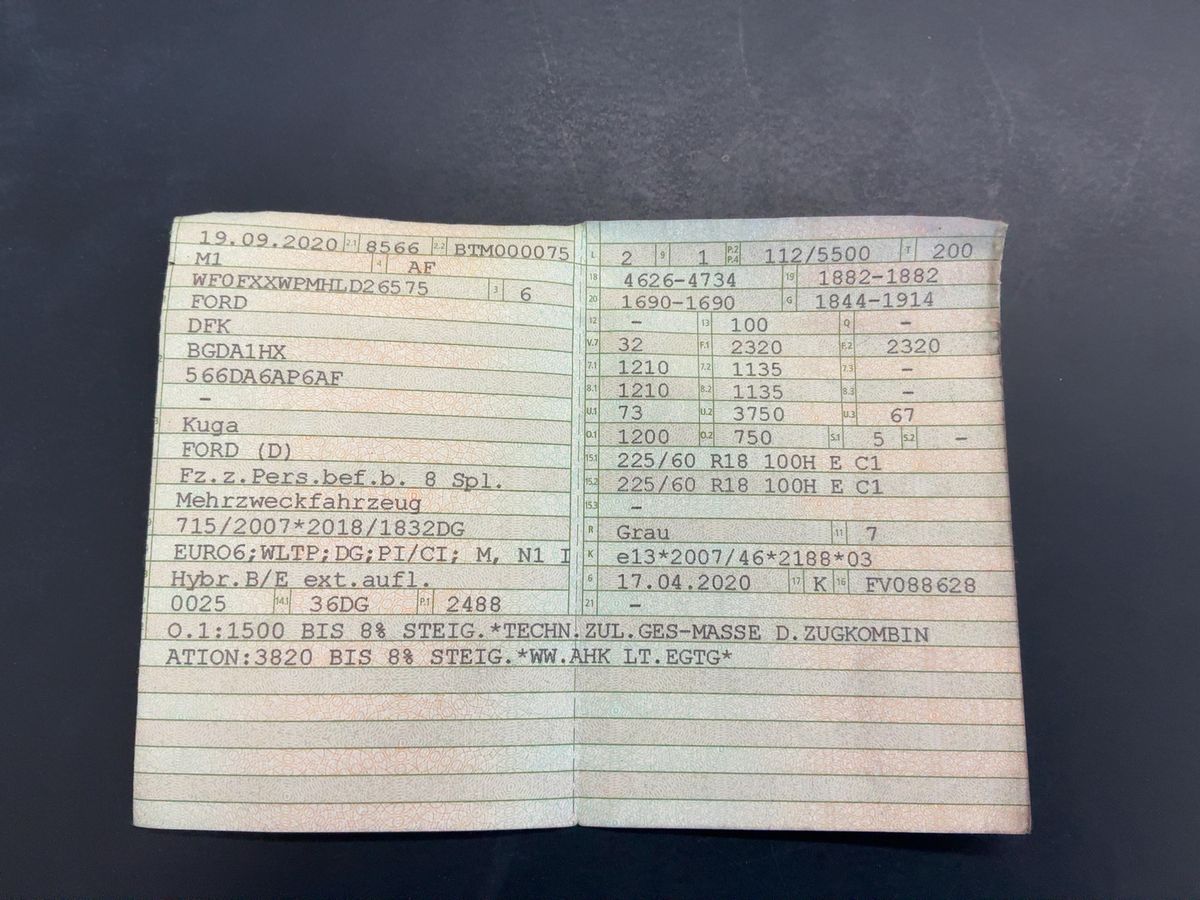 19.09.2020 2.1 8566 2.2 BTM000075
M1 4 AF
WF0FXXWPMHLD26575 3 6
FORD
DFK
BGDA1HX
566DA6AP6AF
–
Kuga
FORD (D)
Fz.z.Pers.bef.b. 8 Spl.
Mehrzweckfahrzeug
715/2007*2018/1832DG
EURO6;WLTP;DG;PI/CI; M, N1 I
Hybr.B/E ext.aufl.
0025 14.1 36DG P.1 2488
L 2 9 1 P.2 P.4 112/5500 T 200
18 4626-4734 19 1882-1882
20 1690-1690 G 1844-1914
12 – 13 100 Q –
V.7 32 F.1 2320 F.2 2320
7.1 1210 7.2 1135 7.3 –
8.1 1210 8.2 1135 8.3 –
U.1 73 U.2 3750 U.3 67
O.1 1200 O.2 750 S.1 5 S.2 –
15.1 225/60 R18 100H E C1
15.2 225/60 R18 100H E C1
15.3 –
R Grau 11 7
K e13*2007/46*2188*03
6 17.04.2020 17 K 16 FV088628
21 –
O.1:1500 BIS 8% STEIG.*TECHN.ZUL.GES-MASSE D.ZUGKOMBIN
ATION:3820 BIS 8% STEIG.*WW.AHK LT.EGTG*